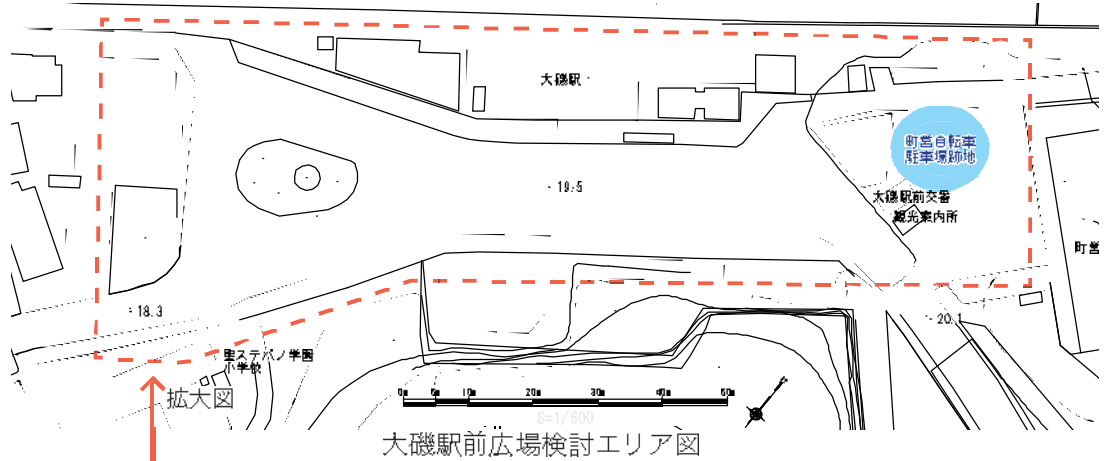 大磯駅
町営自転車
駐車場跡地
19.5
大磯駅前交番
観光案内所
町営
18.3
20.1
聖ステパノ学園
小学校
拡大図
0m 5m 10m 20m 30m 40m 50m
S=1/600
大磯駅前広場検討エリア図